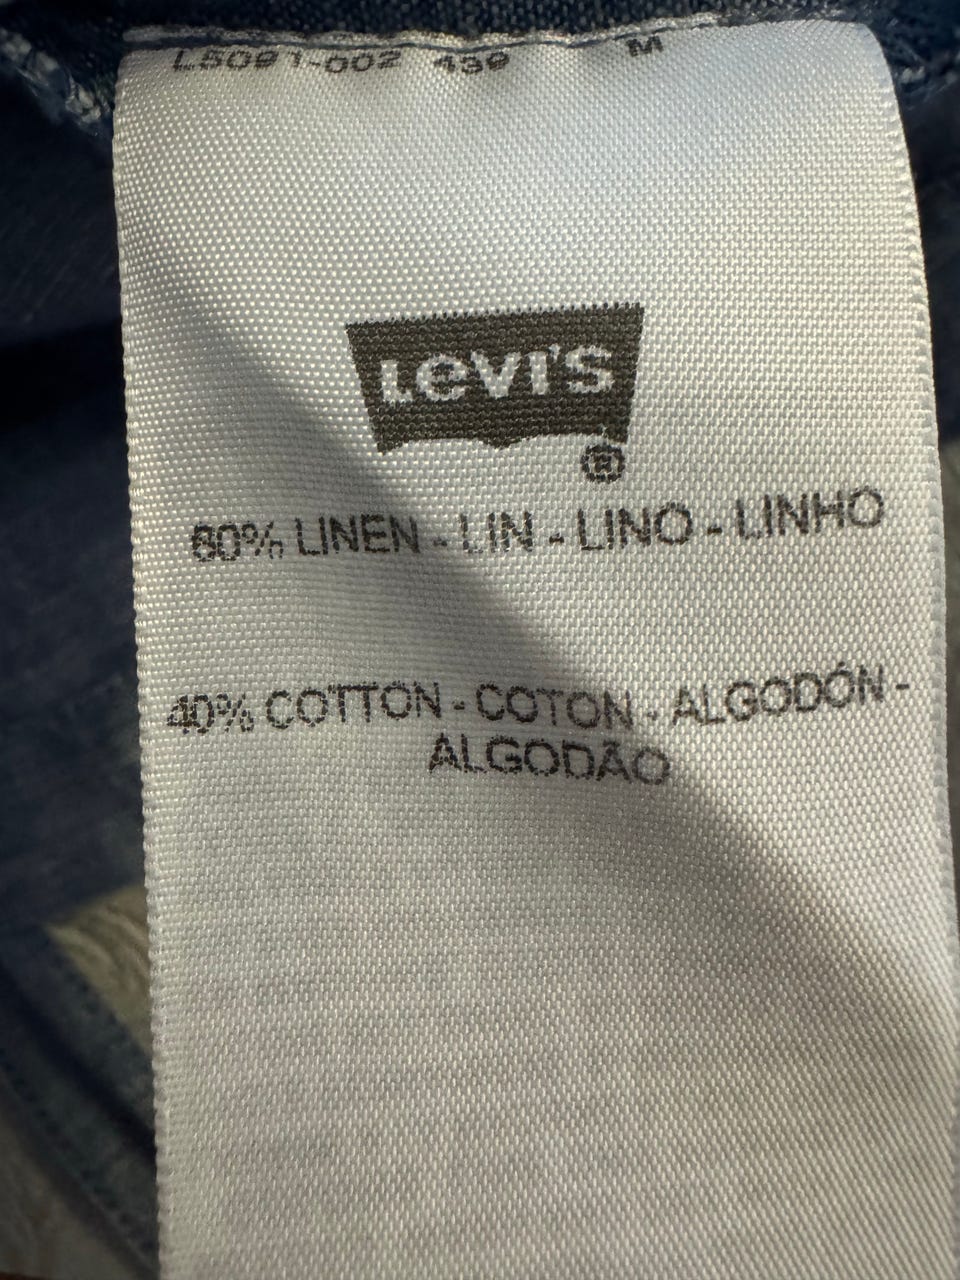 L5091-002 439 M
LEVI'S
®
60% LINEN - LIN - LINO - LINHO
40% COTTON - COTON - ALGODÓN -
ALGODÃO